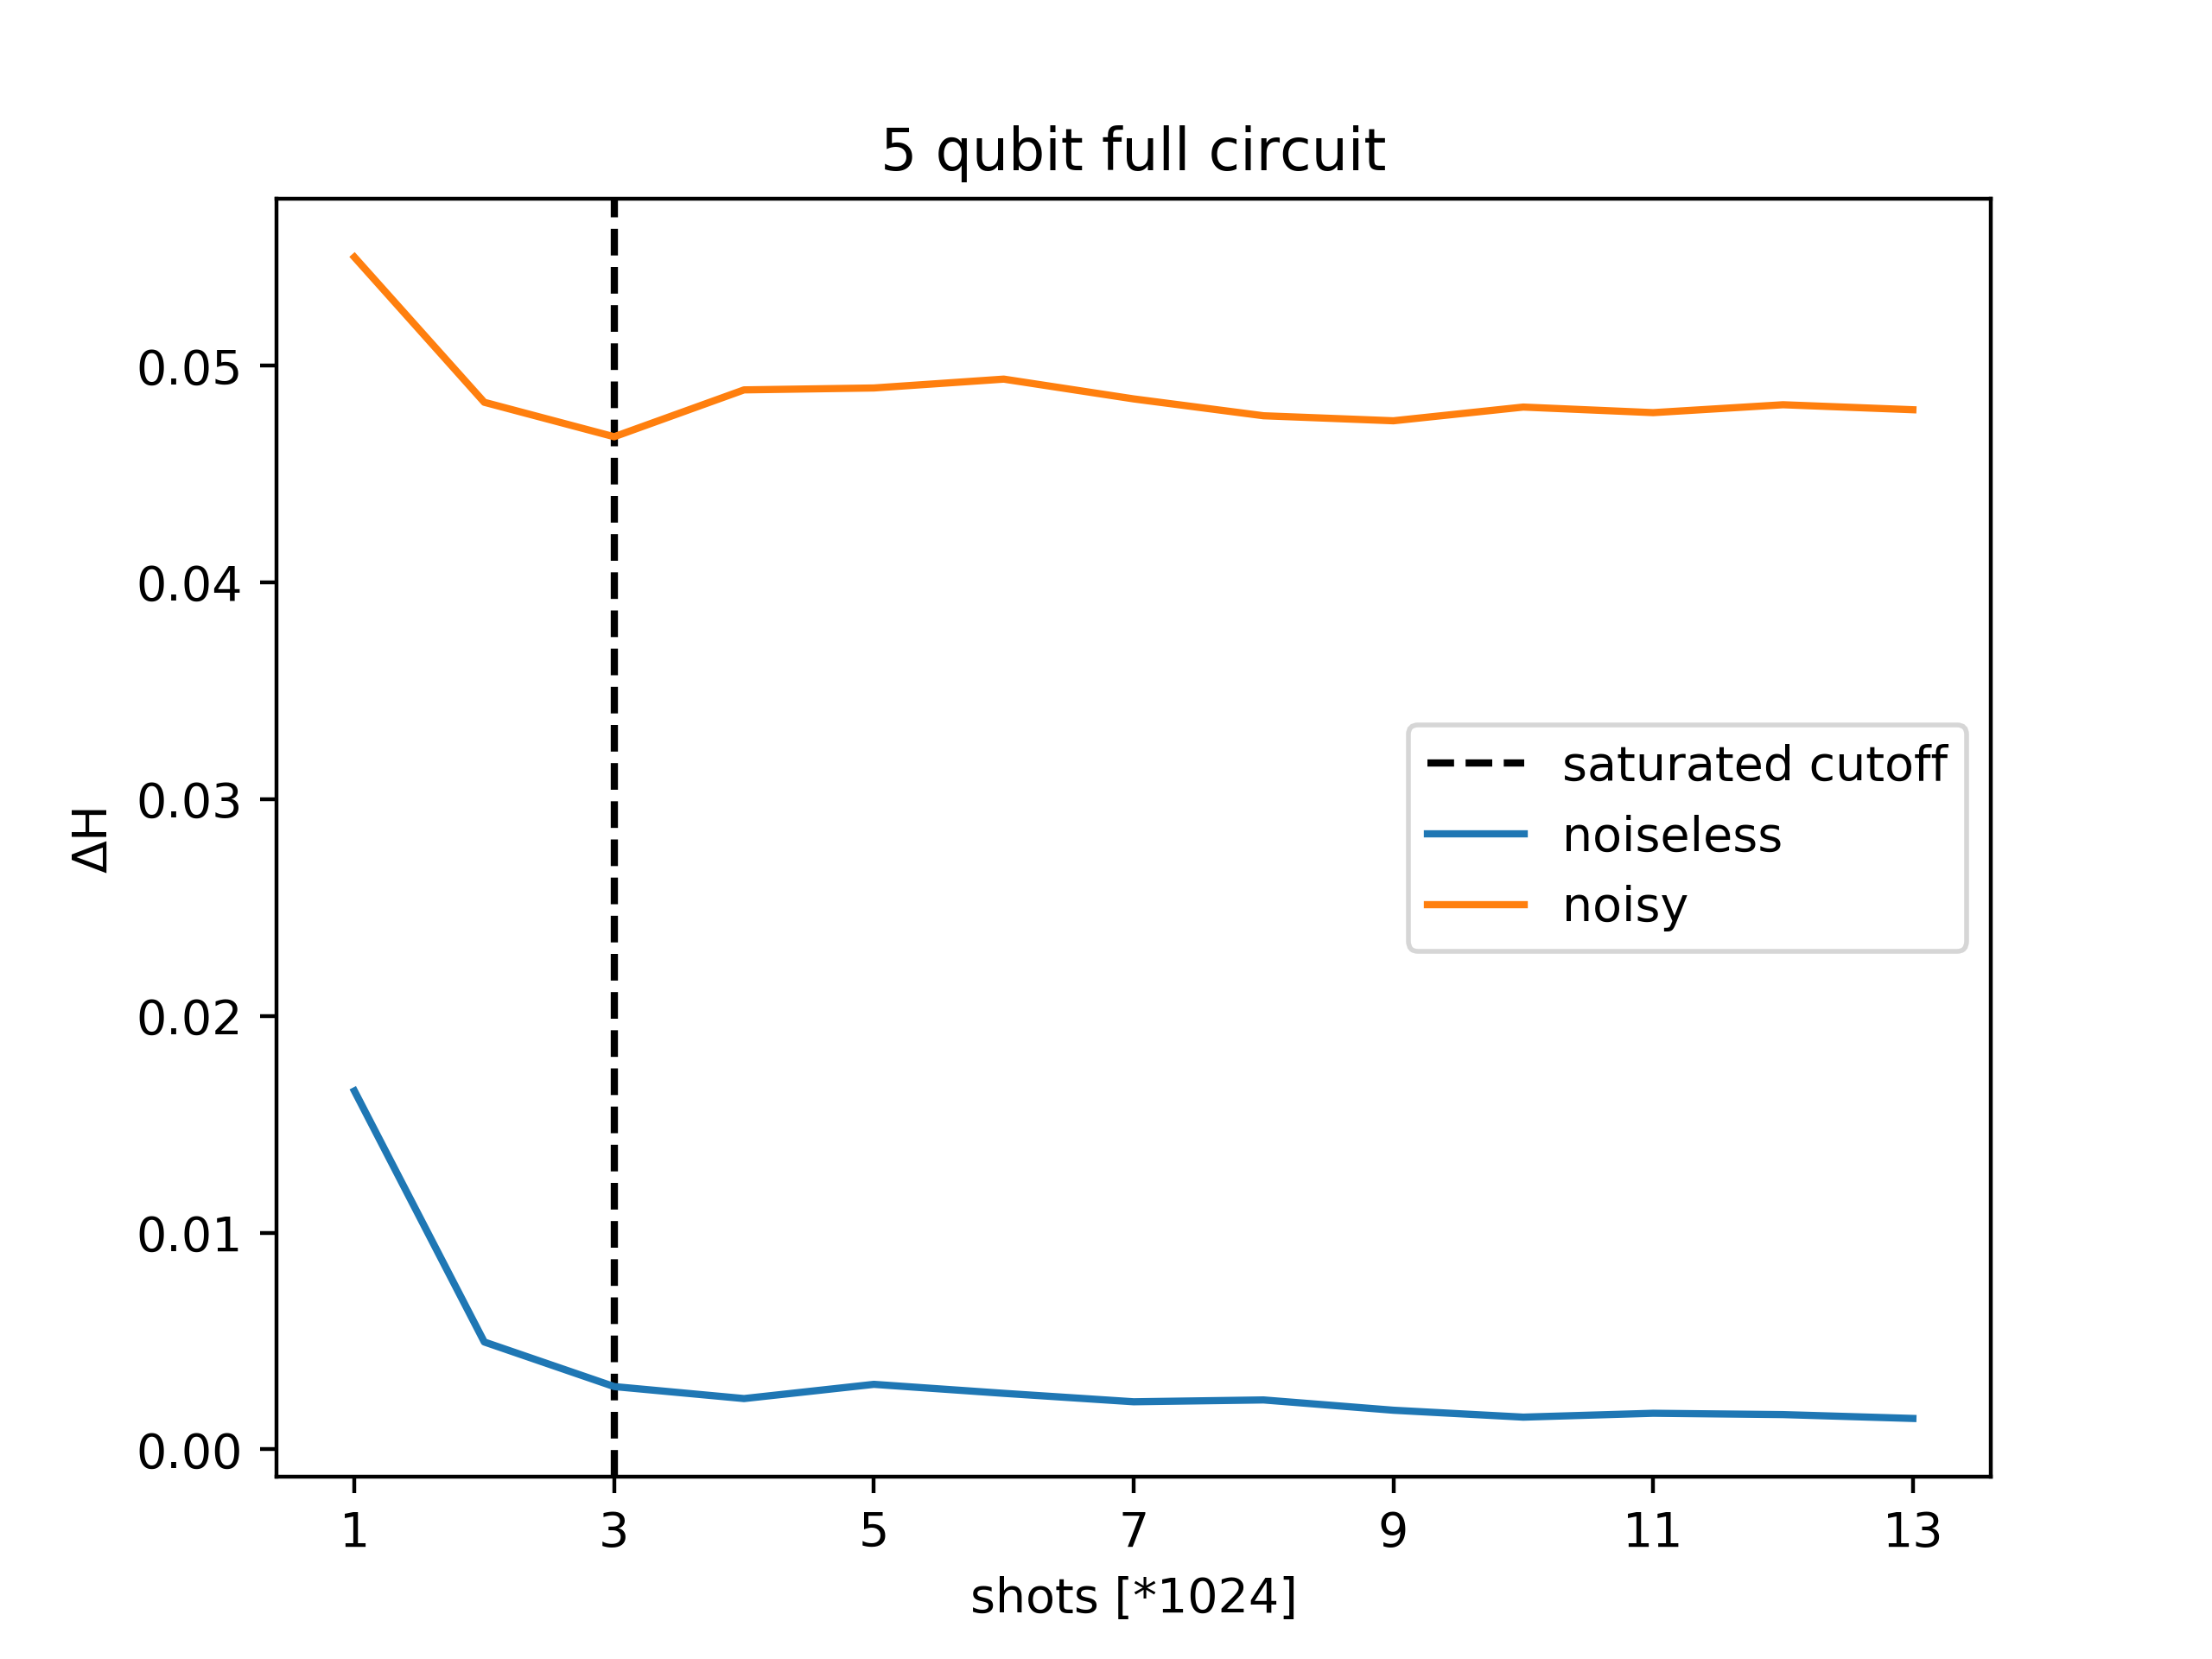 5 qubit full circuit
0.05
0.04
0.03
0.02
0.01
0.00
ΔH
saturated cutoff
noiseless
noisy
1 3 5 7 9 11 13
shots [*1024]